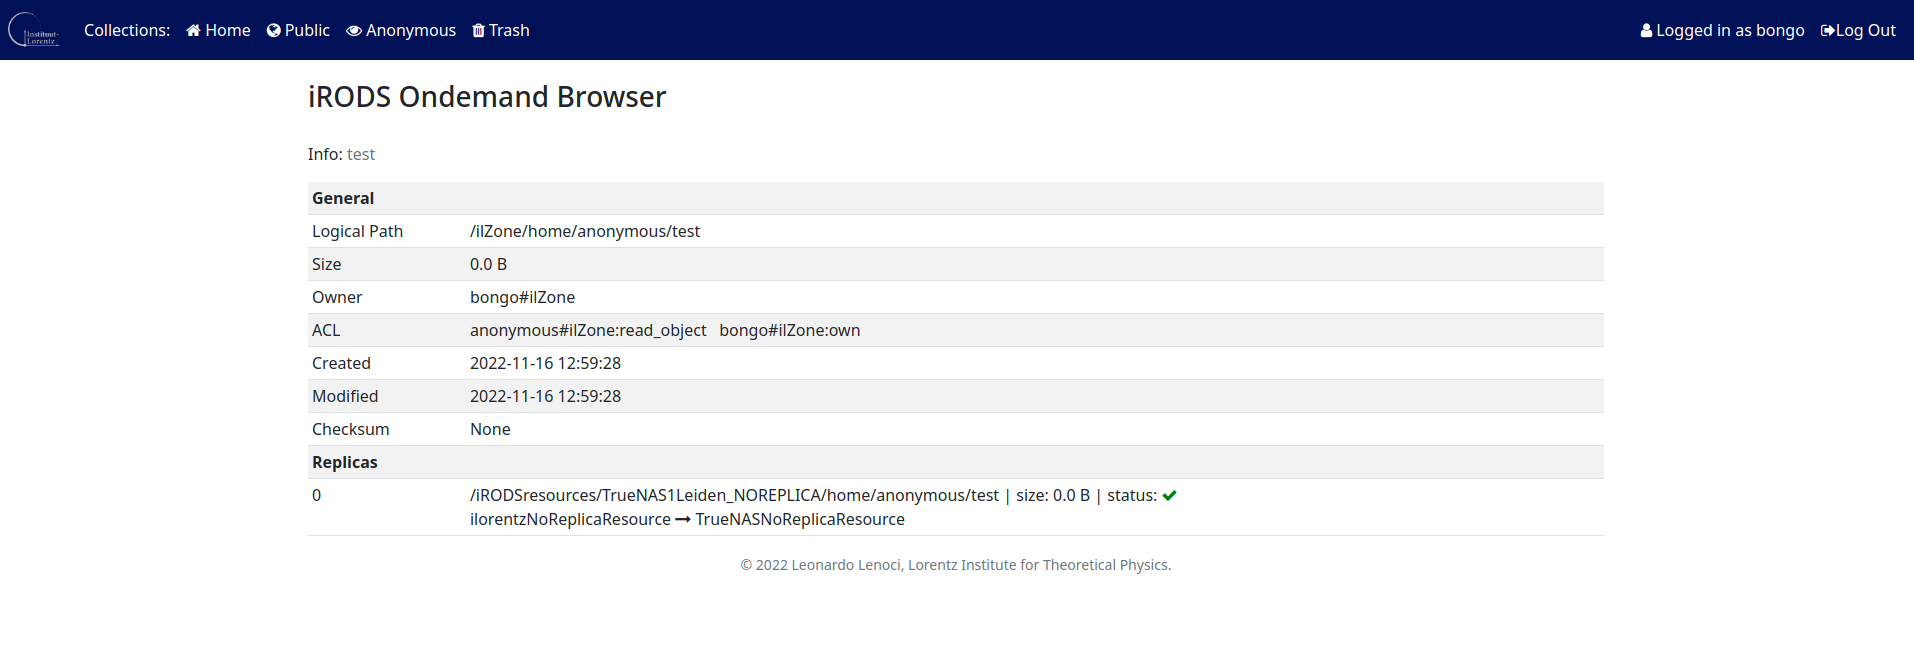 Instituut-
Lorentz
Collections: Home Public Anonymous Trash Logged in as bongo Log Out
iRODS Ondemand Browser
Info: test
General
Logical Path /ilZone/home/anonymous/test
Size 0.0 B
Owner bongo#ilZone
ACL anonymous#ilZone:read_object bongo#ilZone:own
Created 2022-11-16 12:59:28
Modified 2022-11-16 12:59:28
Checksum None
Replicas
0 /iRODSresources/TrueNAS1Leiden_NOREPLICA/home/anonymous/test | size: 0.0 B | status: ✔
ilorentzNoReplicaResource → TrueNASNoReplicaResource
© 2022 Leonardo Lenoci, Lorentz Institute for Theoretical Physics.